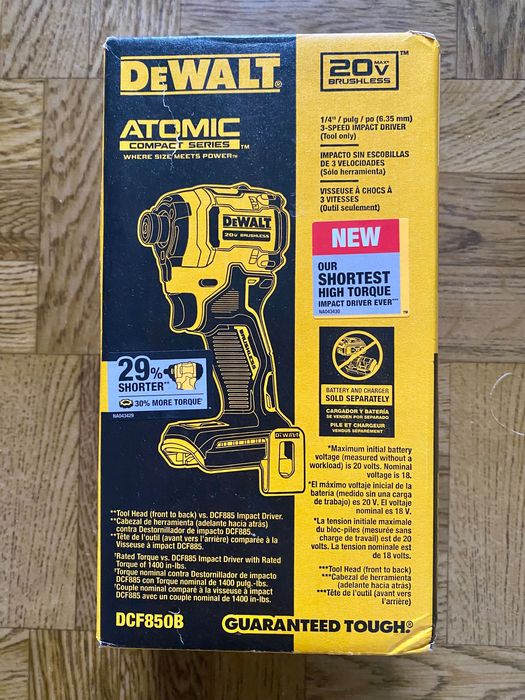 DEWALT®
20V MAX*
BRUSHLESS
™
ATOMIC
COMPACT SERIES™
WHERE SIZE MEETS POWER™
1/4" / pulg / po (6.35 mm)
3-SPEED IMPACT DRIVER
(Tool only)
IMPACTO SIN ESCOBILLAS
DE 3 VELOCIDADES
(Sólo herramienta)
VISSEUSE À CHOCS À
3 VITESSES
(Outil seulement)
DEWALT
20V BRUSHLESS
BRUSHLESS
DEWALT
NEW
OUR
SHORTEST
HIGH TORQUE
IMPACT DRIVER EVER***
NA043430
™
29%
SHORTER**
30% MORE TORQUE†
NA043429
BATTERY AND CHARGER
SOLD SEPARATELY
CARGADOR Y BATERÍA
SE VENDEN POR SEPARADO
PILE ET CHARGEUR
VENDUS SÉPARÉMENT
*Maximum initial battery
voltage (measured without a
workload) is 20 volts. Nominal
voltage is 18.
*El máximo voltaje inicial de la
batería (medido sin una carga
de trabajo) es 20 V. El voltaje
nominal es 18 V.
*La tension initiale maximale
du bloc-piles (mesurée sans
charge de travail) est de 20
volts. La tension nominale est
de 18 volts.
***Tool Head (front to back)
***Cabezal de herramienta
(adelante hacia atrás)
***Tête de l'outil (avant vers
l'arrière)
**Tool Head (front to back) vs. DCF885 Impact Driver.
**Cabezal de herramienta (adelante hacia atrás)
contra Destornillador de impacto DCF885.
**Tête de l'outil (avant vers l'arrière) comparée à la
Visseuse à impact DCF885.
†Rated Torque vs. DCF885 Impact Driver with Rated
Torque of 1400 in-lbs.
†Torque nominal contra Destornillador de impacto
DCF885 con Torque nominal de 1400 pulg.-lbs.
†Couple nominal comparé à la visseuse à impact
DCF885 avec un couple nominal de 1400 in-lbs.
DCF850B
GUARANTEED TOUGH.®